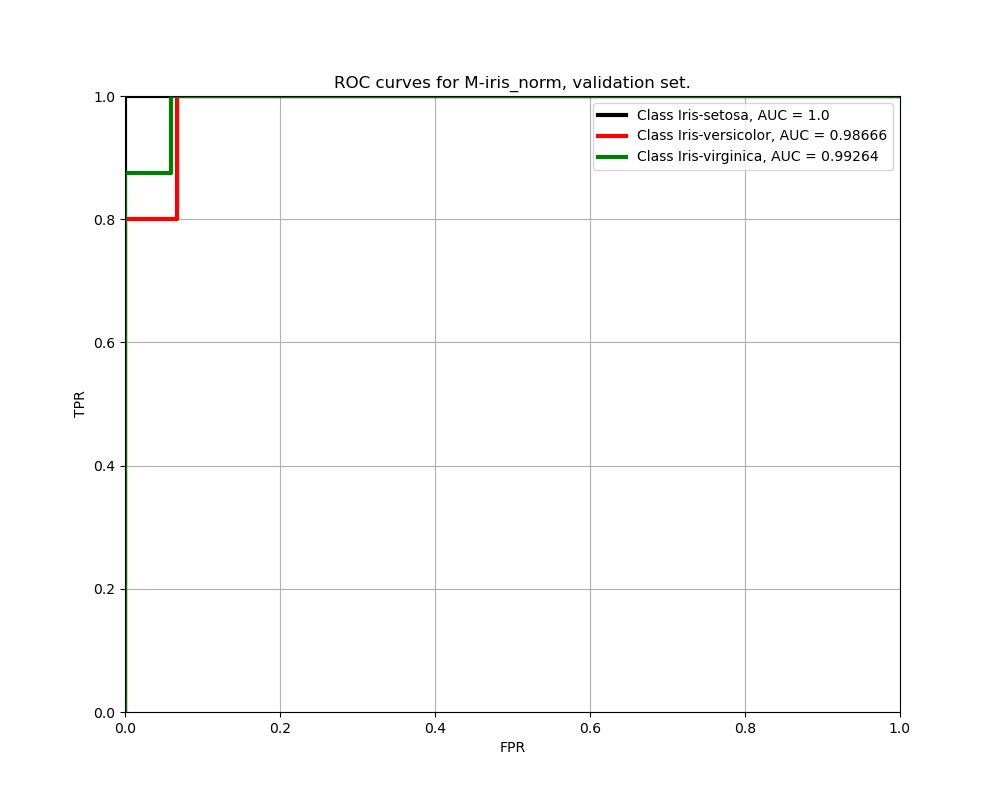 ROC curves for M-iris_norm, validation set.
Class Iris-setosa, AUC = 1.0
Class Iris-versicolor, AUC = 0.98666
Class Iris-virginica, AUC = 0.99264
1.0
0.8
0.6
0.4
0.2
0.0
TPR
0.0 0.2 0.4 0.6 0.8 1.0
FPR